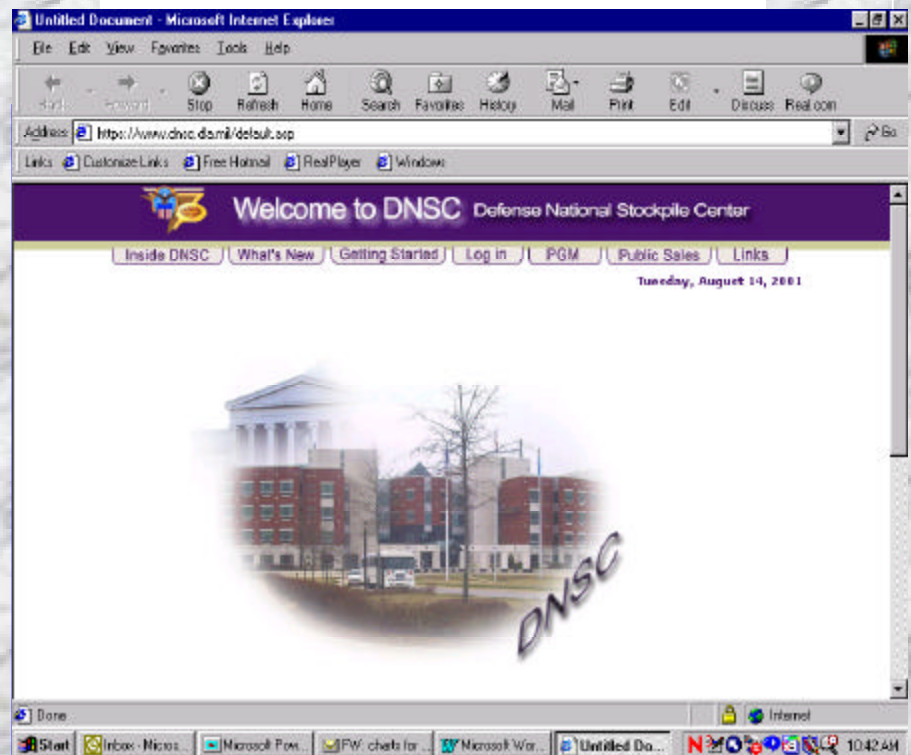 Untitled Document - Microsoft Internet Explorer
File Edit View Favorites Tools Help
Back Forward Stop Refresh Home Search Favorites History Mail Print Edit Discuss Real.com
Address https://www.dnsc.dla.mil/default.asp Go
Links Customize Links Free Hotmail RealPlayer Windows
Welcome to DNSC Defense National Stockpile Center
Inside DNSC What's New Getting Started Log in PGM Public Sales Links
Tuesday, August 14, 2001
DNSC
Done Internet
Start Inbox - Micros... Microsoft Pow... FW: charts for ... Microsoft Wor... Untitled Do... 10:42 AM